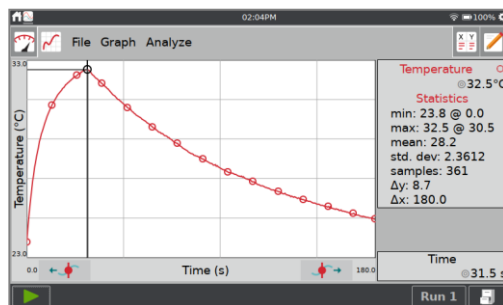 02:04PM
100%
File Graph Analyze
X Y
33.0
Temperature (°C)
23.0
0.0
Time (s)
180.0
Temperature
32.5°C
Statistics
min: 23.8 @ 0.0
max: 32.5 @ 30.5
mean: 28.2
std. dev: 2.3612
samples: 361
Δy: 8.7
Δx: 180.0
Time
31.5 s
Run 1